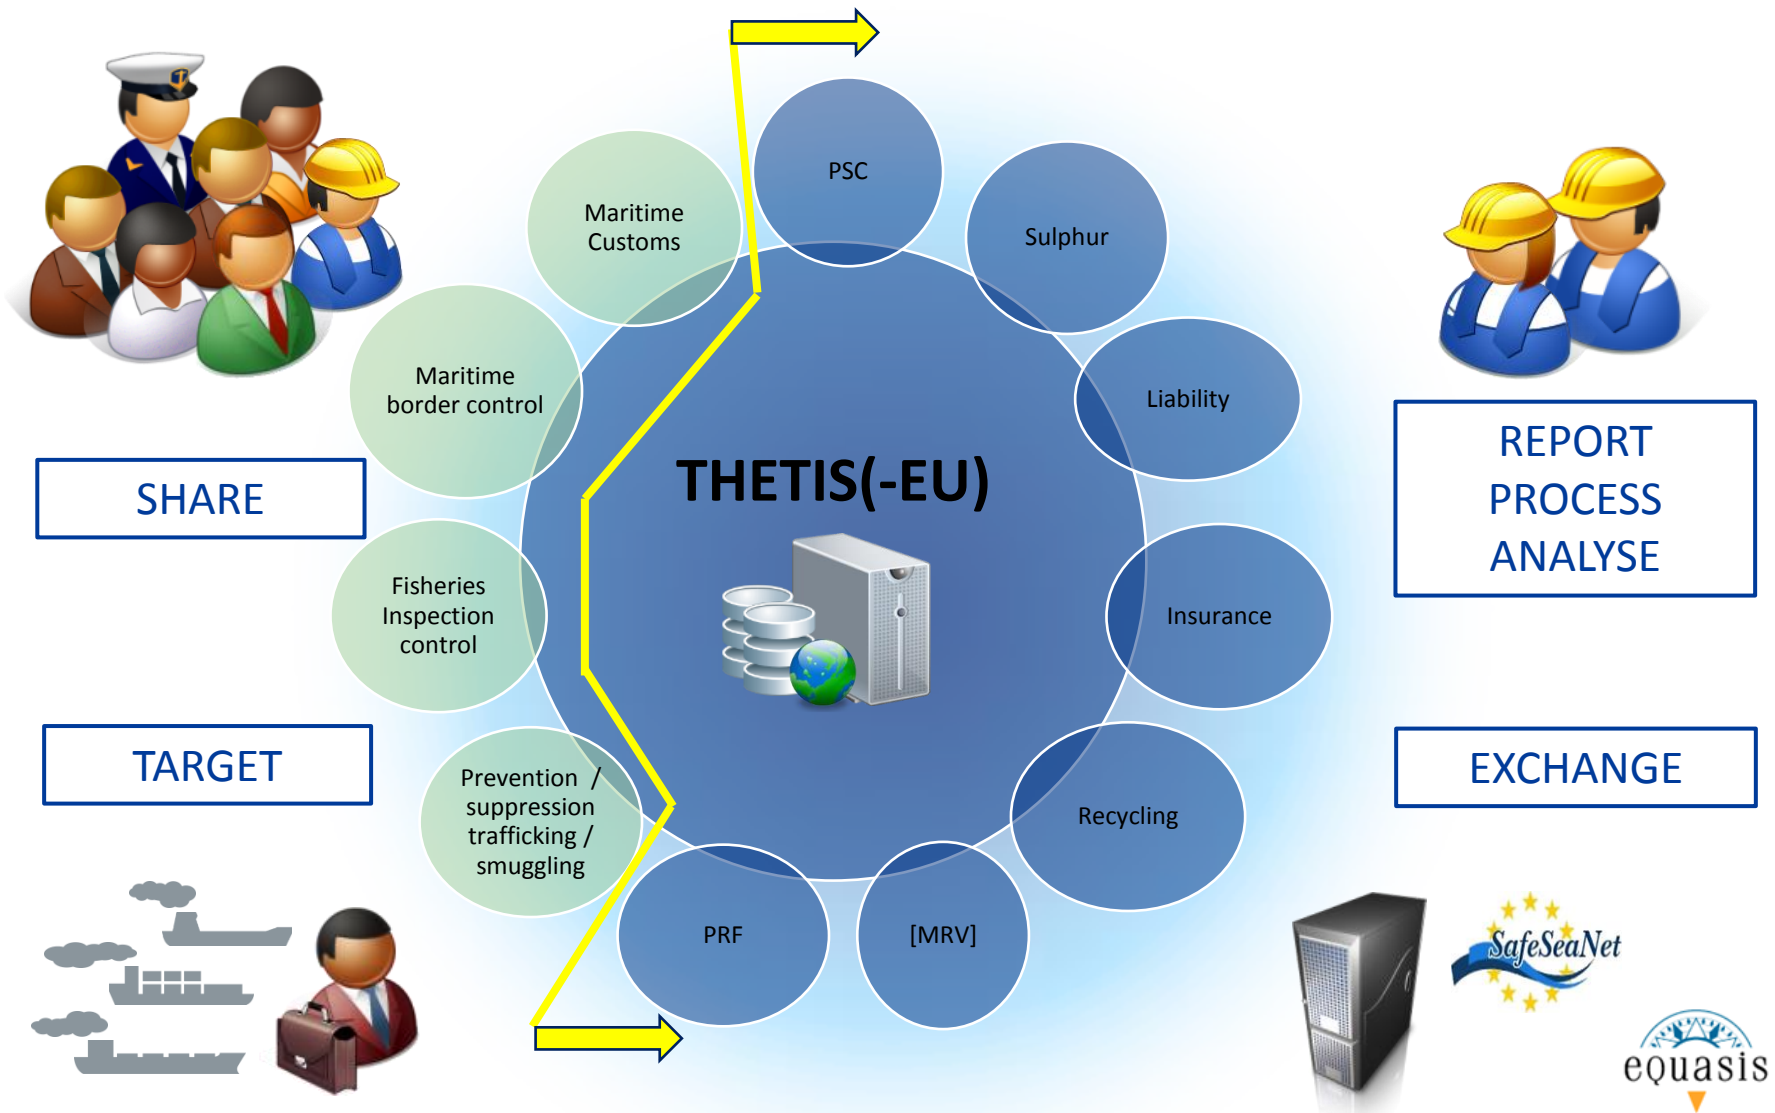 PSC
Maritime
Customs
Sulphur
Maritime
border control
Liability
SHARE
REPORT
PROCESS
ANALYSE
THETIS(-EU)
Fisheries
Inspection
control
Insurance
TARGET
EXCHANGE
Prevention /
suppression
trafficking /
smuggling
Recycling
PRF
[MRV]
SafeSeaNet
equasis